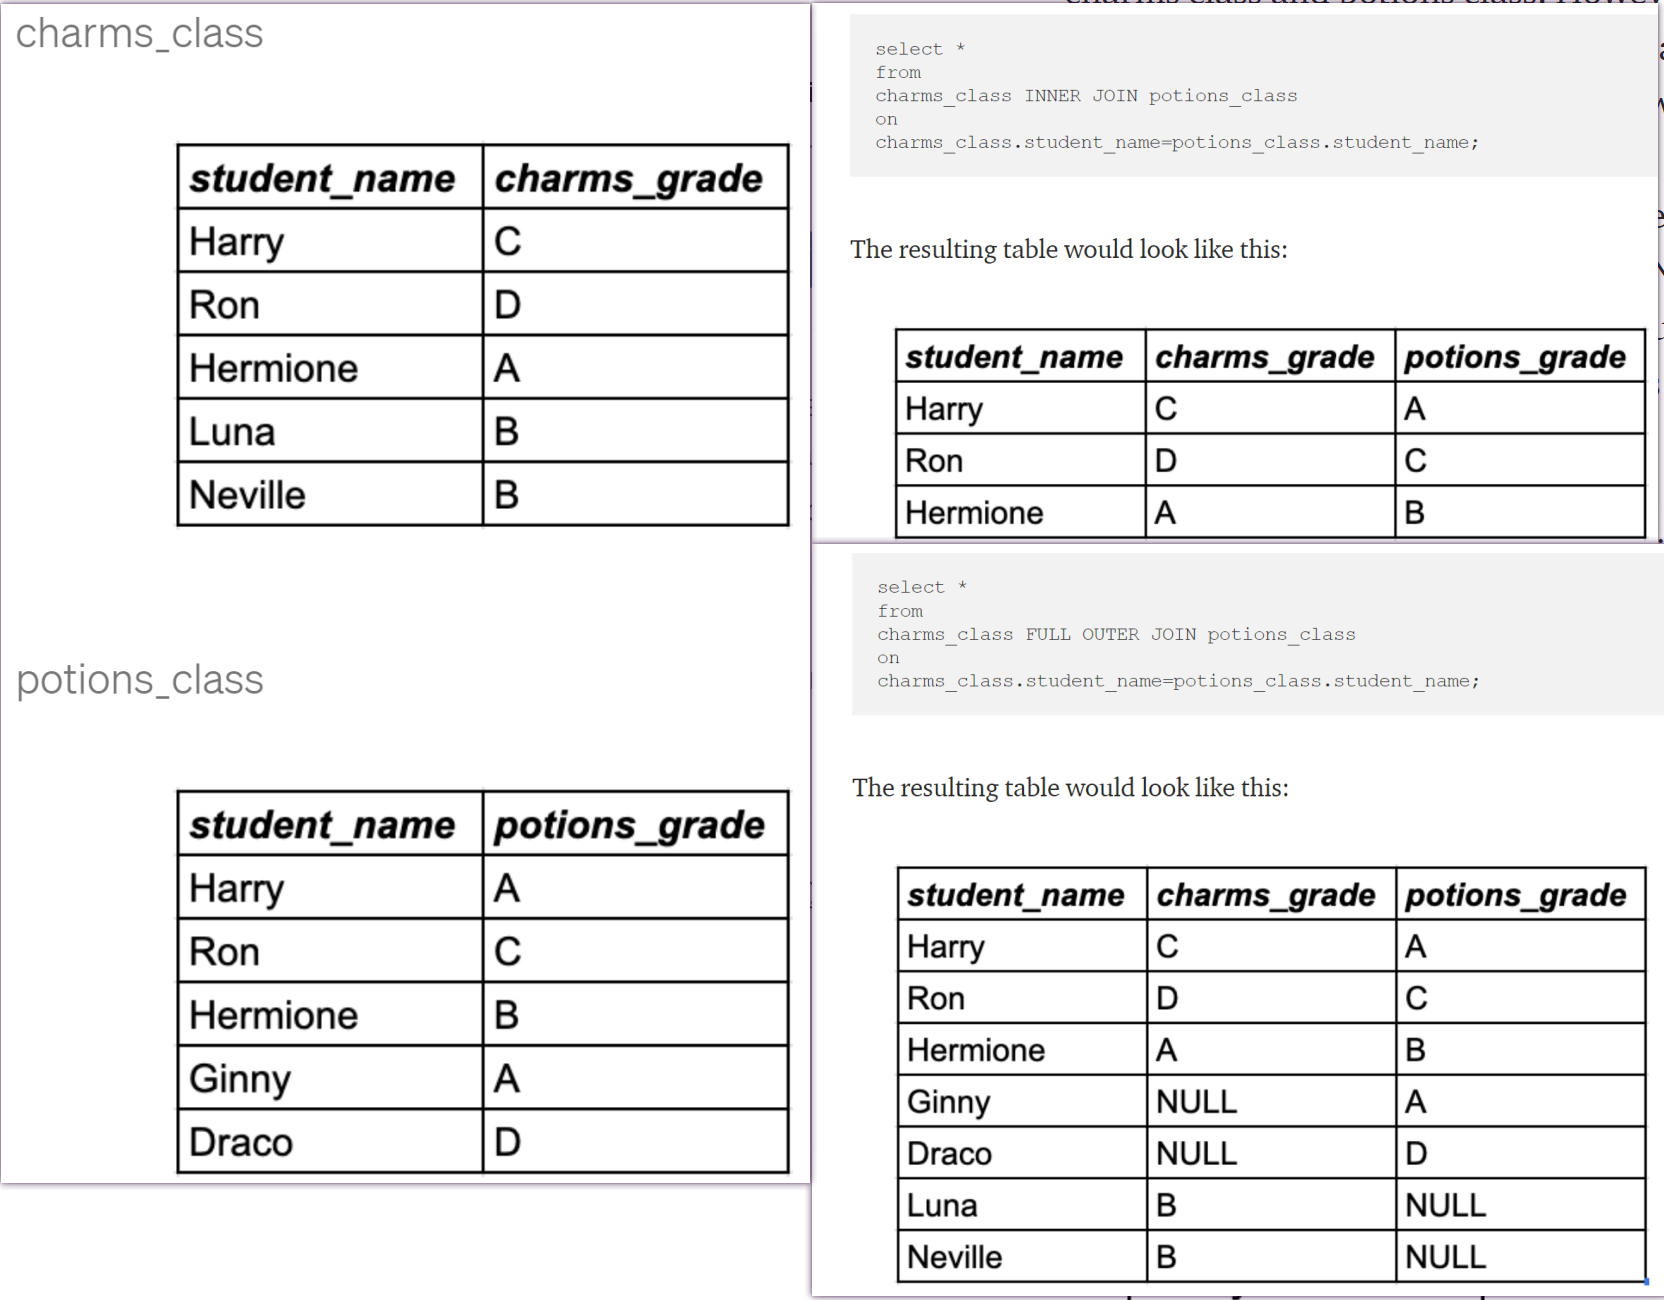 charms_class
student_name charms_grade
Harry C
Ron D
Hermione A
Luna B
Neville B
potions_class
student_name potions_grade
Harry A
Ron C
Hermione B
Ginny A
Draco D
select *
from
charms_class INNER JOIN potions_class
on
charms_class.student_name=potions_class.student_name;
The resulting table would look like this:
student_name charms_grade potions_grade
Harry C A
Ron D C
Hermione A B
select *
from
charms_class FULL OUTER JOIN potions_class
on
charms_class.student_name=potions_class.student_name;
The resulting table would look like this:
student_name charms_grade potions_grade
Harry C A
Ron D C
Hermione A B
Ginny NULL A
Draco NULL D
Luna B NULL
Neville B NULL